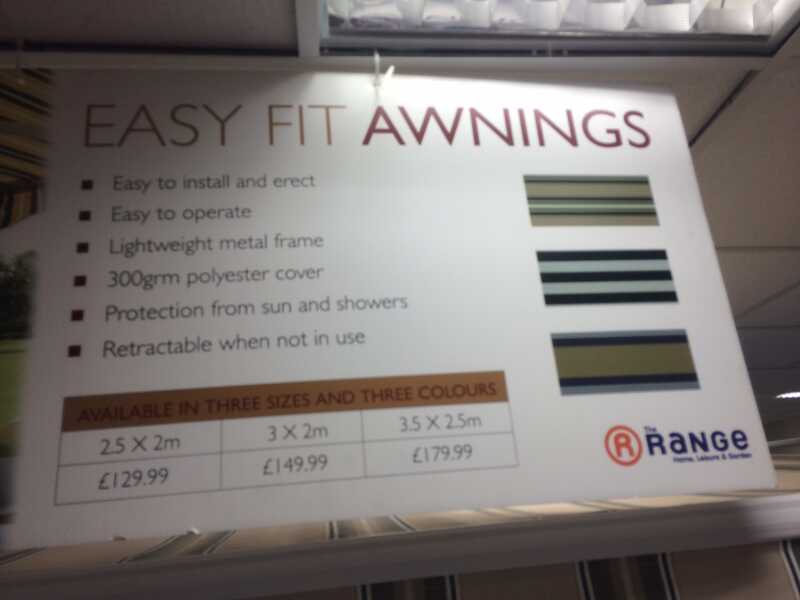 EASY FIT AWNINGS
Easy to install and erect
Easy to operate
Lightweight metal frame
300grm polyester cover
Protection from sun and showers
Retractable when not in use
AVAILABLE IN THREE SIZES AND THREE COLOURS
2.5 X 2m 3 X 2m 3.5 X 2.5m
£129.99 £149.99 £179.99
R The
RaNGE
Home, Leisure & Garden